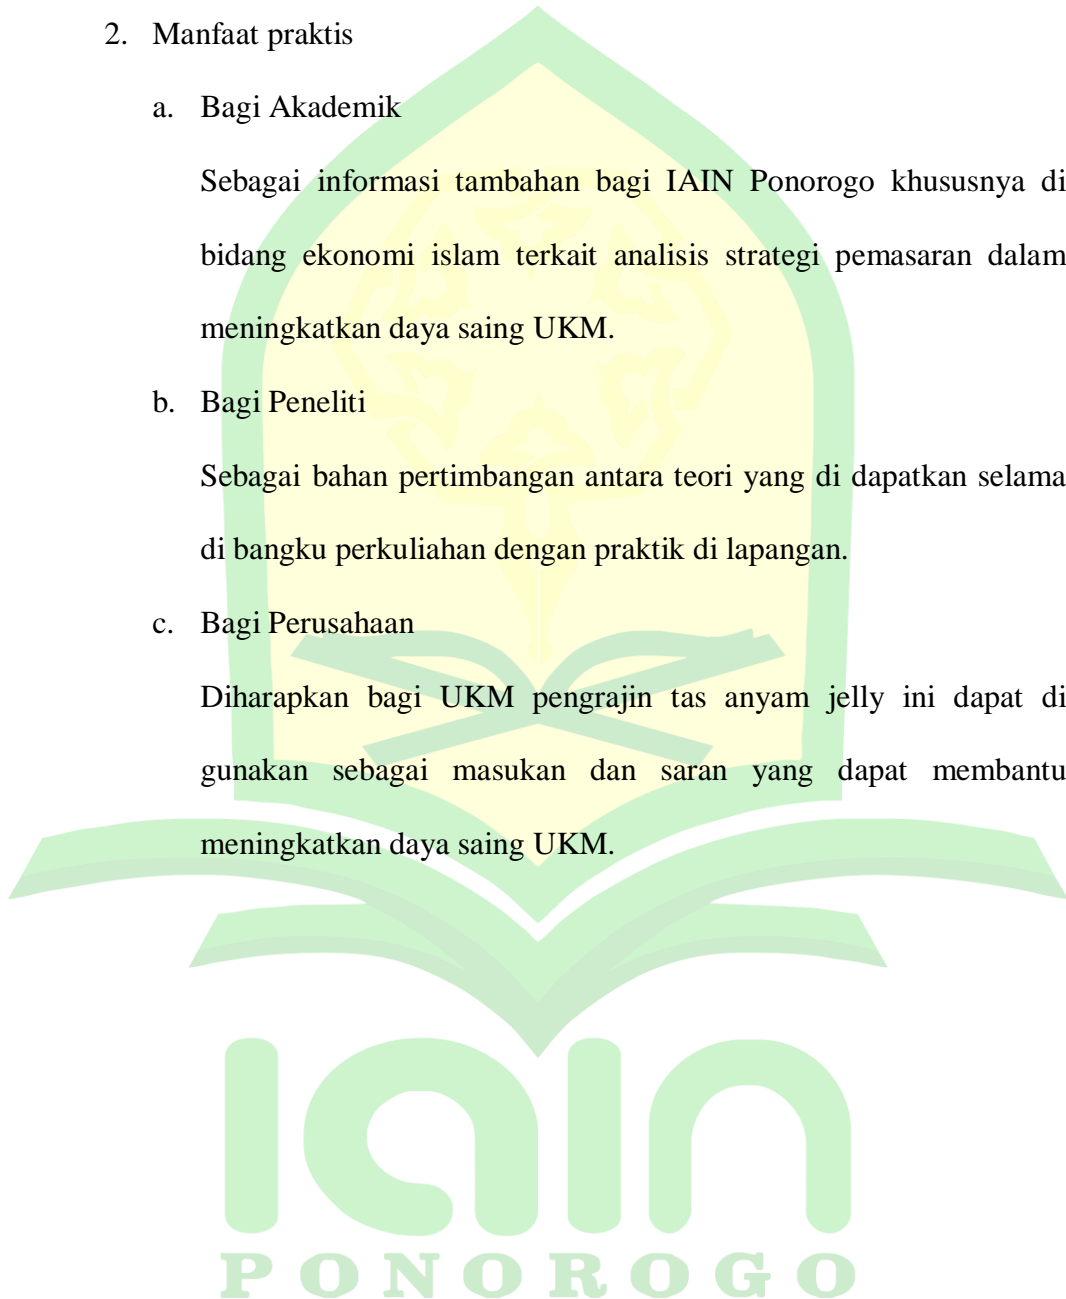 2. Manfaat praktis
a. Bagi Akademik
Sebagai informasi tambahan bagi IAIN Ponorogo khususnya di
bidang ekonomi islam terkait analisis strategi pemasaran dalam
meningkatkan daya saing UKM.
b. Bagi Peneliti
Sebagai bahan pertimbangan antara teori yang di dapatkan selama
di bangku perkuliahan dengan praktik di lapangan.
c. Bagi Perusahaan
Diharapkan bagi UKM pengrajin tas anyam jelly ini dapat di
gunakan sebagai masukan dan saran yang dapat membantu
meningkatkan daya saing UKM.
IAIN
PONOROGO